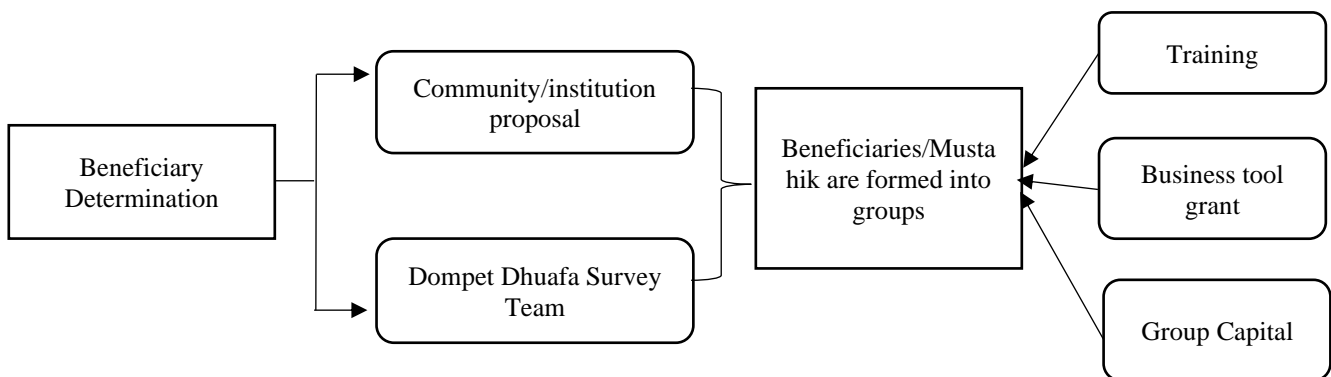 Beneficiary
Determination
Community/institution
proposal
Dompet Dhuafa Survey
Team
Beneficiaries/Musta
hik are formed into
groups
Training
Business tool
grant
Group Capital